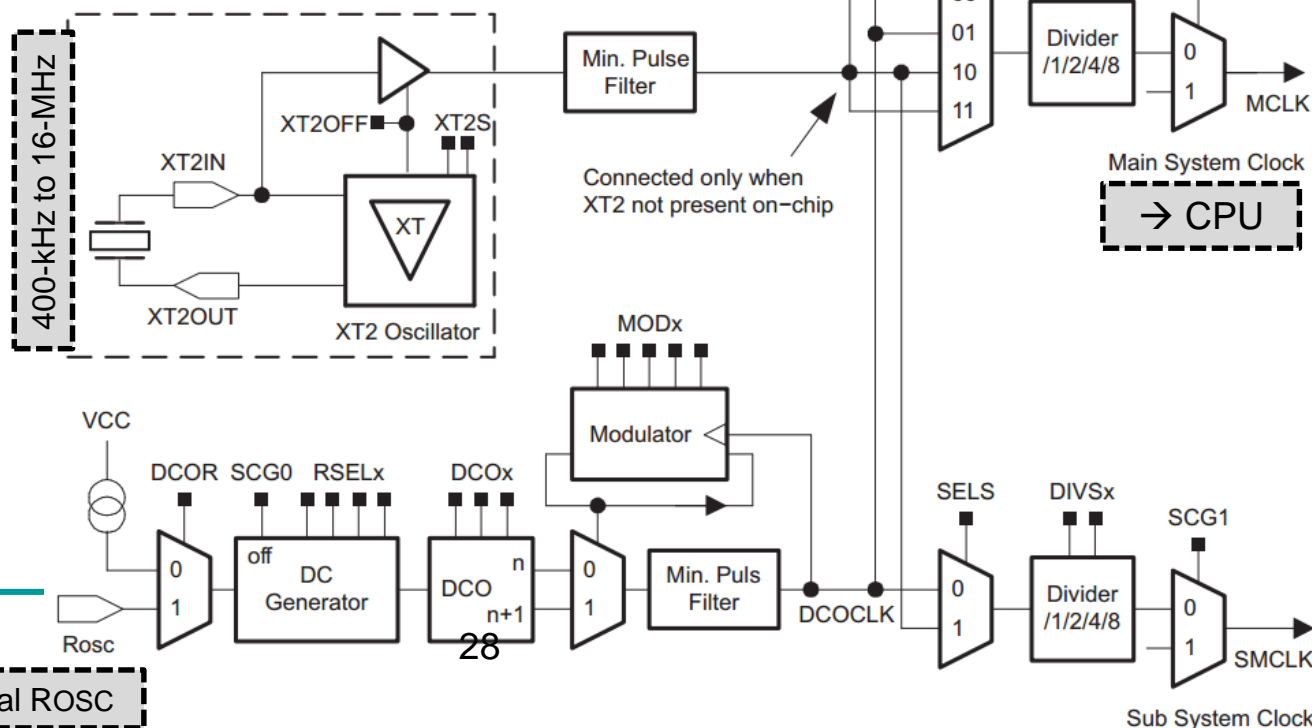 400-kHz to 16-MHz
XT2OFF
XT2S
XT2IN
XT
XT2OUT
XT2 Oscillator
Min. Pulse
Filter
Connected only when
XT2 not present on−chip
01
10
11
Divider
/1/2/4/8
0
1
MCLK
Main System Clock
→ CPU
MODx
Modulator
VCC
DCOR
SCG0
RSELx
DCOx
0
1
Rosc
off
DC
Generator
DCO
n
n+1
0
1
Min. Puls
Filter
DCOCLK
SELS
DIVSx
SCG1
0
1
Divider
/1/2/4/8
0
1
SMCLK
Sub System Clock
28
al ROSC